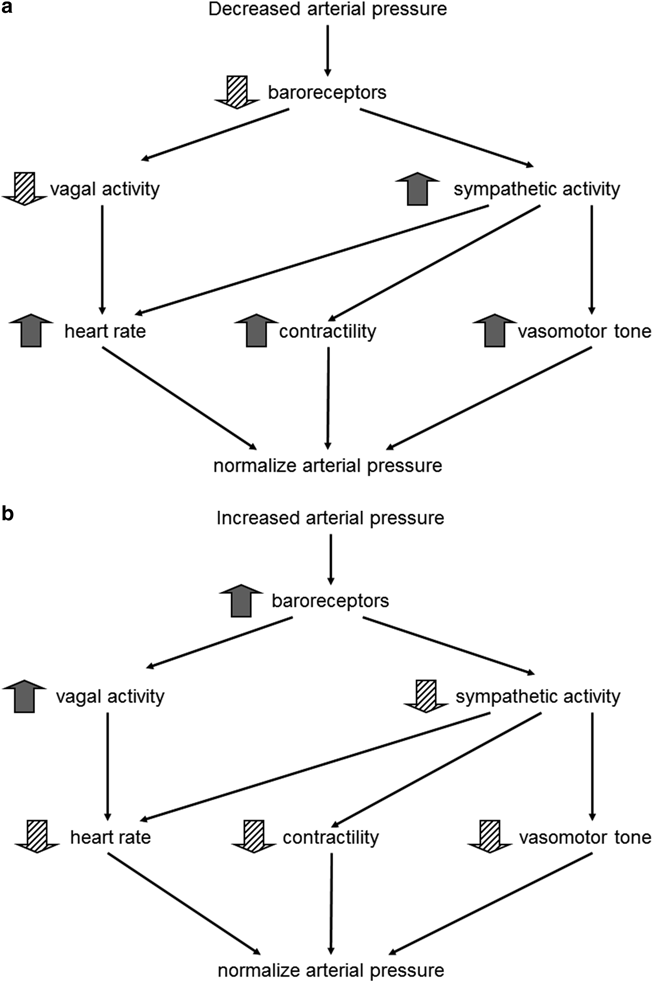 a
Decreased arterial pressure
baroreceptors
vagal activity
sympathetic activity
heart rate
contractility
vasomotor tone
normalize arterial pressure
b
Increased arterial pressure
baroreceptors
vagal activity
sympathetic activity
heart rate
contractility
vasomotor tone
normalize arterial pressure